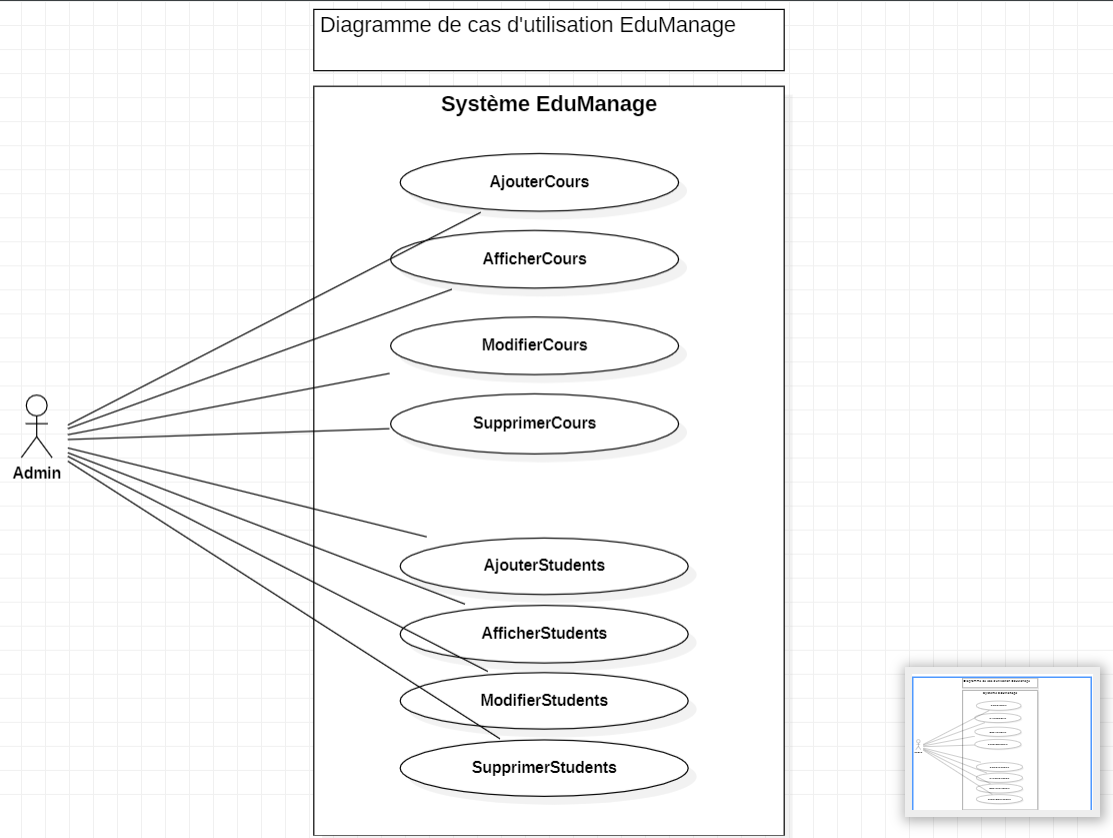 Diagramme de cas d'utilisation EduManage
Système EduManage
AjouterCours
AfficherCours
ModifierCours
SupprimerCours
Admin
AjouterStudents
AfficherStudents
ModifierStudents
SupprimerStudents